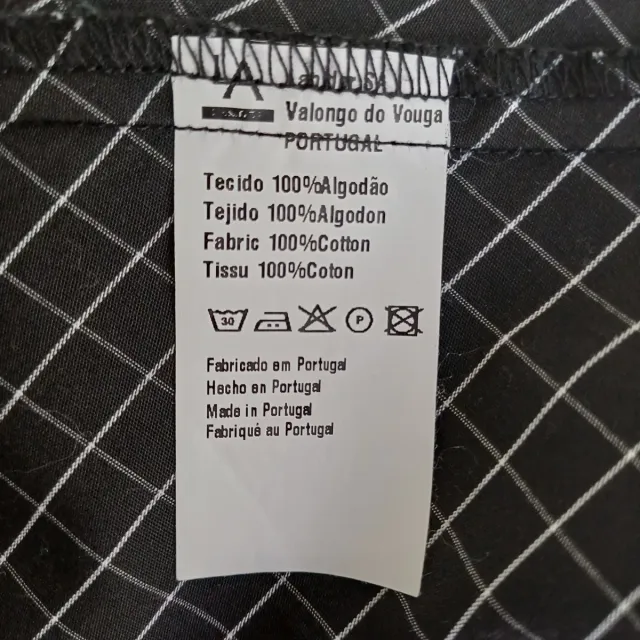 Valongo do Vouga
PORTUGAL
Tecido 100%Algodão
Tejido 100%Algodon
Fabric 100%Cotton
Tissu 100%Coton
30
P
Fabricado em Portugal
Hecho en Portugal
Made in Portugal
Fabriqué au Portugal